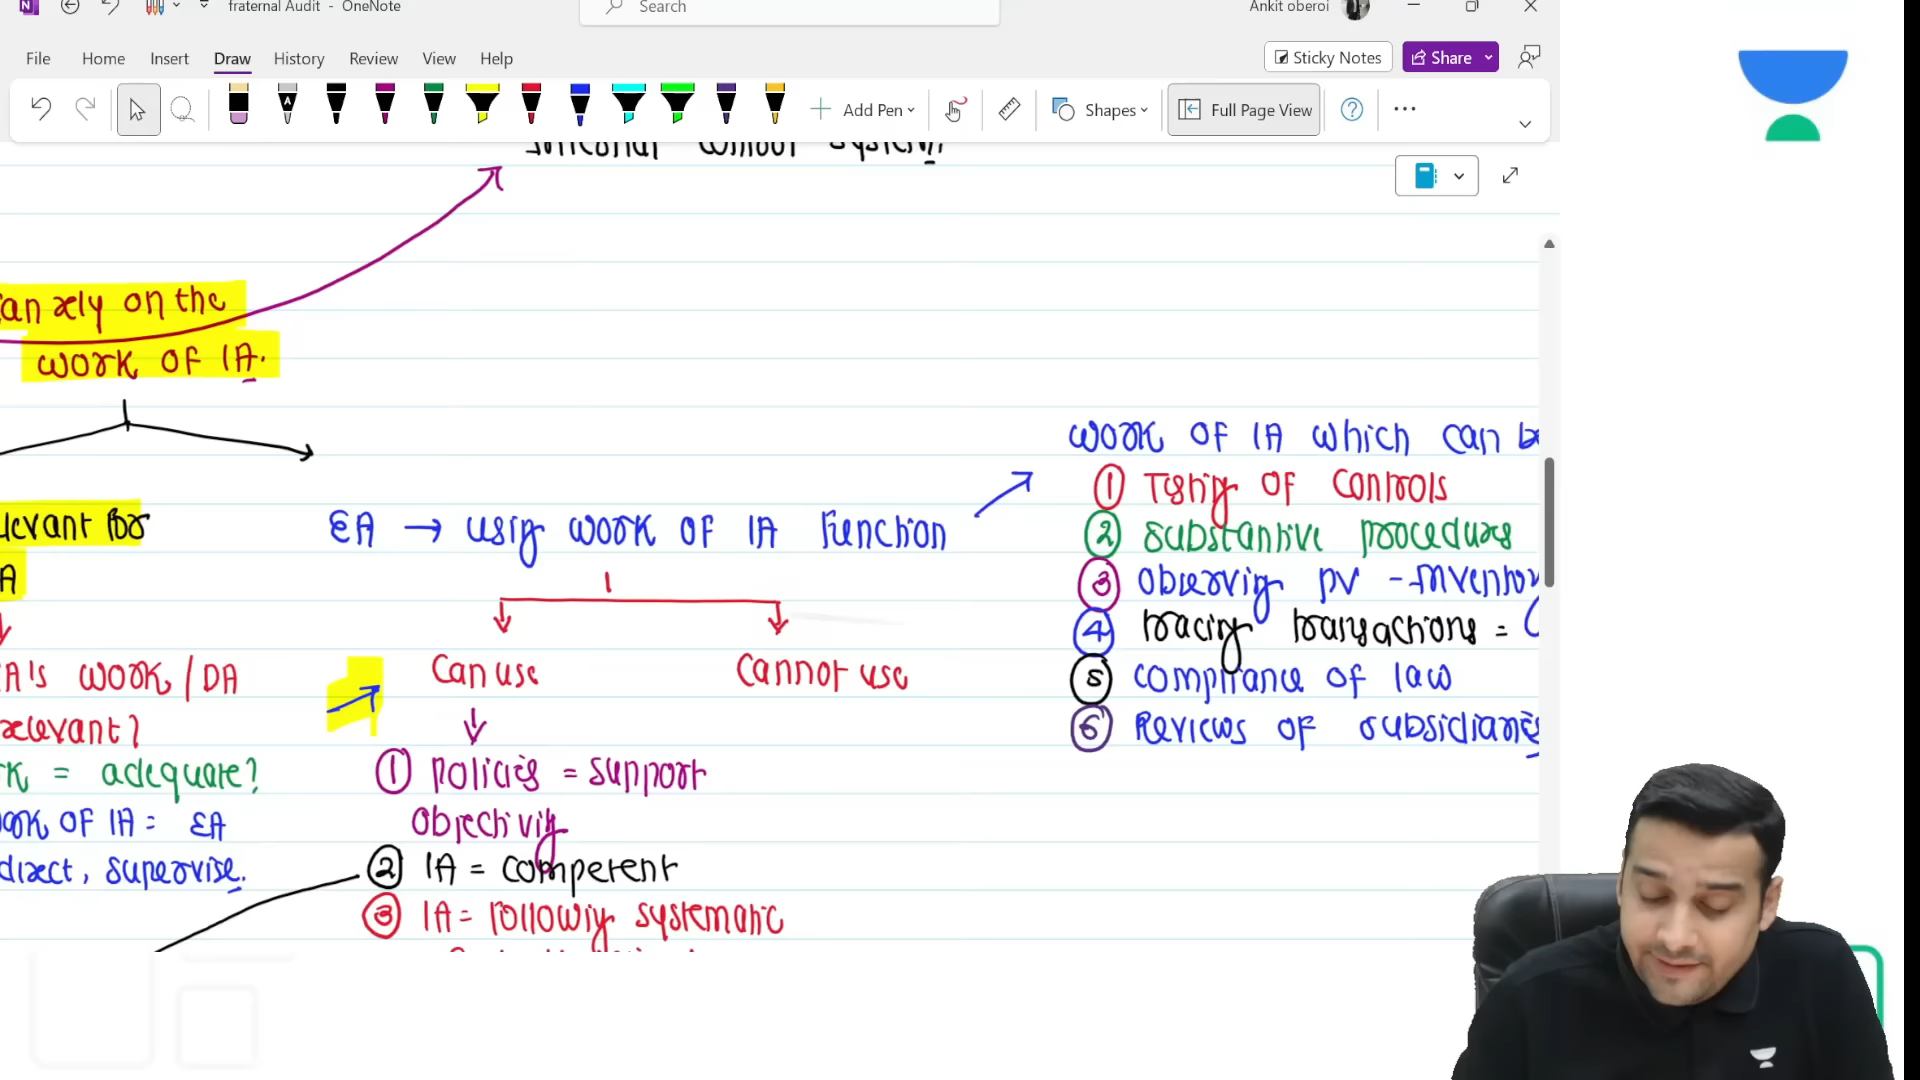 fraternal Audit - OneNote
Search
Ankit oberoi
File Home Insert Draw History Review View Help
Sticky Notes Share
Add Pen Shapes Full Page View
an rely on the
work of IA.
work of IA which can be
① Testing of controls
levant for
EA → using work of IA function
② substantive procedures
A
③ observing PV - Inventory
④ tracing transactions =
A's work / DA
can use
cannot use
⑤ compliance of law
relevant?
⑥ Reviews of subsidiaries
rk = adequate?
① policies = support
objectivity
ork of IA = EA
direct, supervise.
② IA = competent
③ IA = following systematic